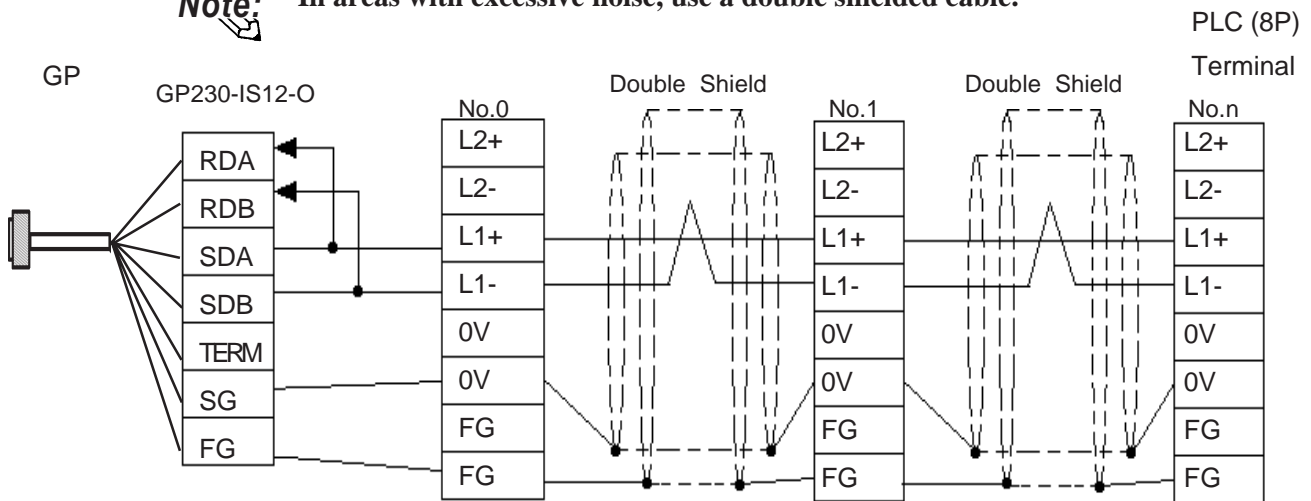 Note: In areas with excessive noise, use a double shielded cable.
PLC (8P)
Terminal
GP
GP230-IS12-O
Double Shield
Double Shield
No.0
No.1
No.n
RDA
RDB
SDA
SDB
TERM
SG
FG
L2+
L2-
L1+
L1-
0V
0V
FG
FG
L2+
L2-
L1+
L1-
0V
0V
FG
FG
L2+
L2-
L1+
L1-
0V
0V
FG
FG